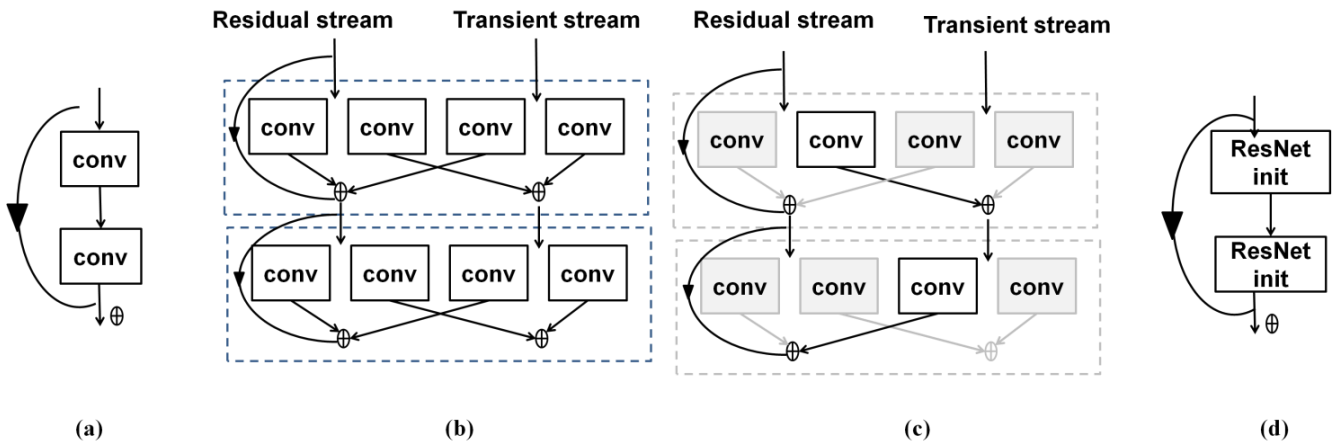 Residual stream Transient stream
conv
conv
(a)
conv conv conv conv
conv conv conv conv
(b)
Residual stream Transient stream
conv conv conv conv
conv conv conv conv
(c)
ResNet
init
ResNet
init
(d)